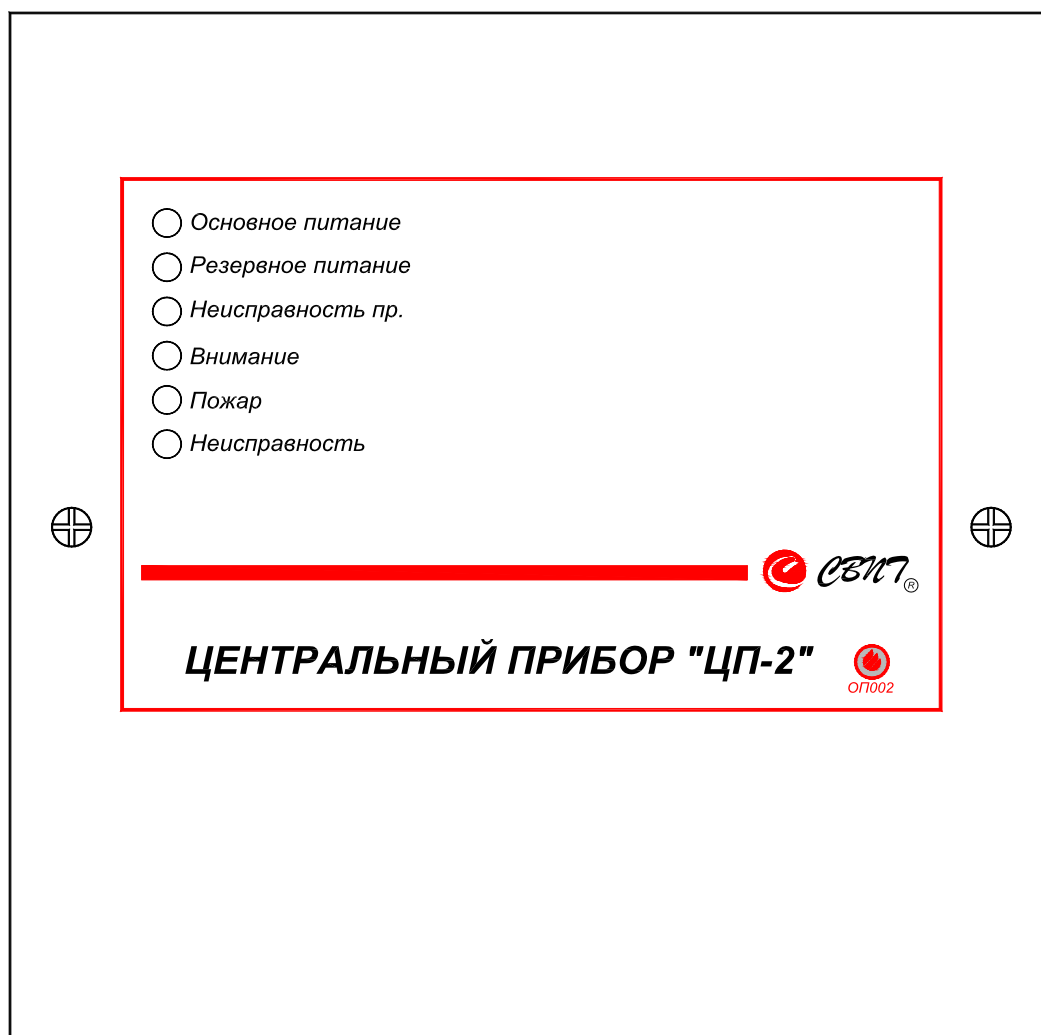 Основное питание
Резервное питание
Неисправность пр.
Внимание
Пожар
Неисправность
СВИТ ®
ЦЕНТРАЛЬНЫЙ ПРИБОР "ЦП-2"
ОП002